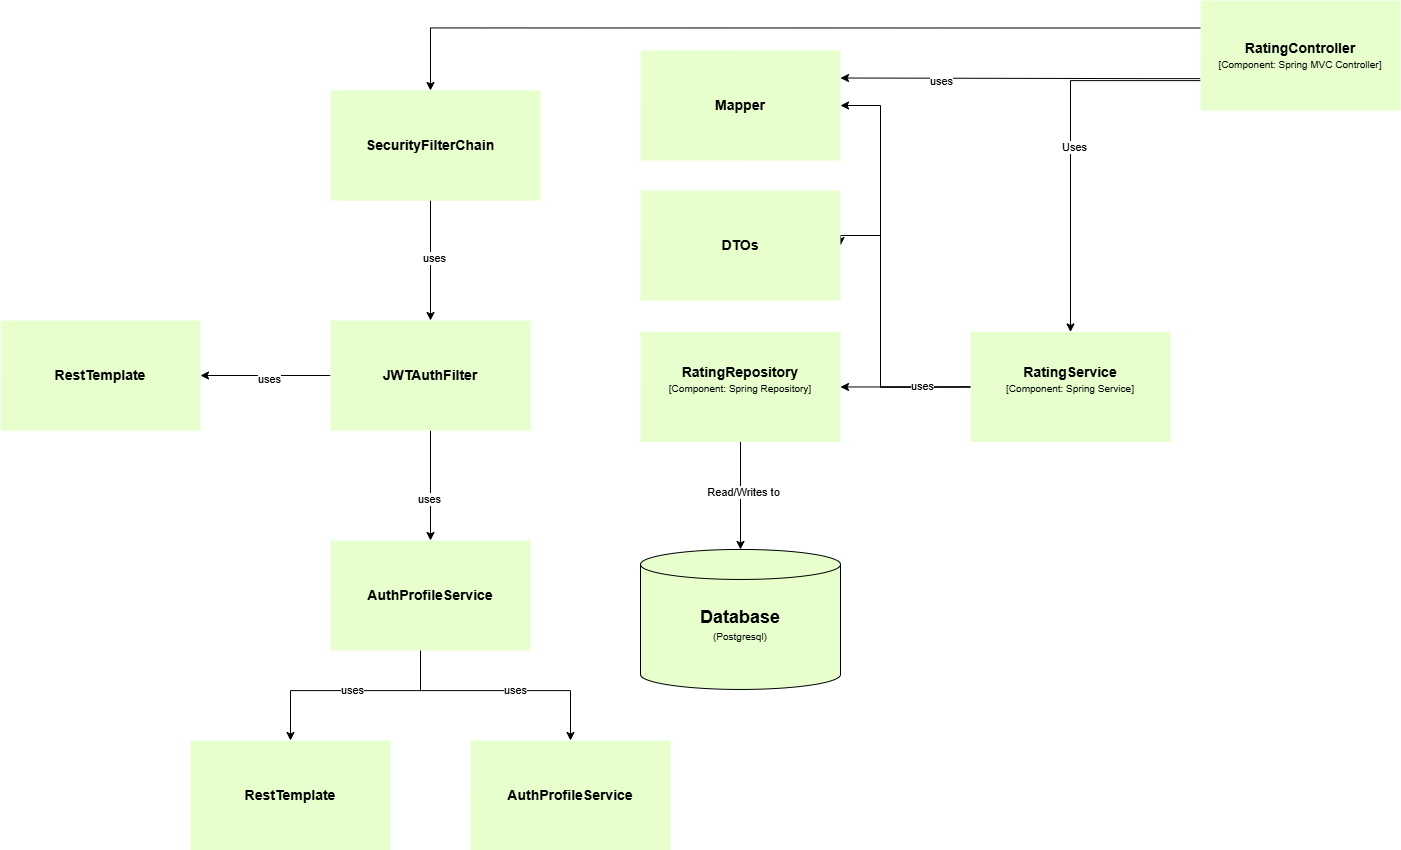 RatingController
[Component: Spring MVC Controller]
uses
Mapper
SecurityFilterChain
Uses
DTOs
uses
RestTemplate
uses
JWTAuthFilter
RatingRepository
[Component: Spring Repository]
uses
RatingService
[Component: Spring Service]
uses
Read/Writes to
AuthProfileService
Database
(Postgresql)
uses
uses
RestTemplate
AuthProfileService